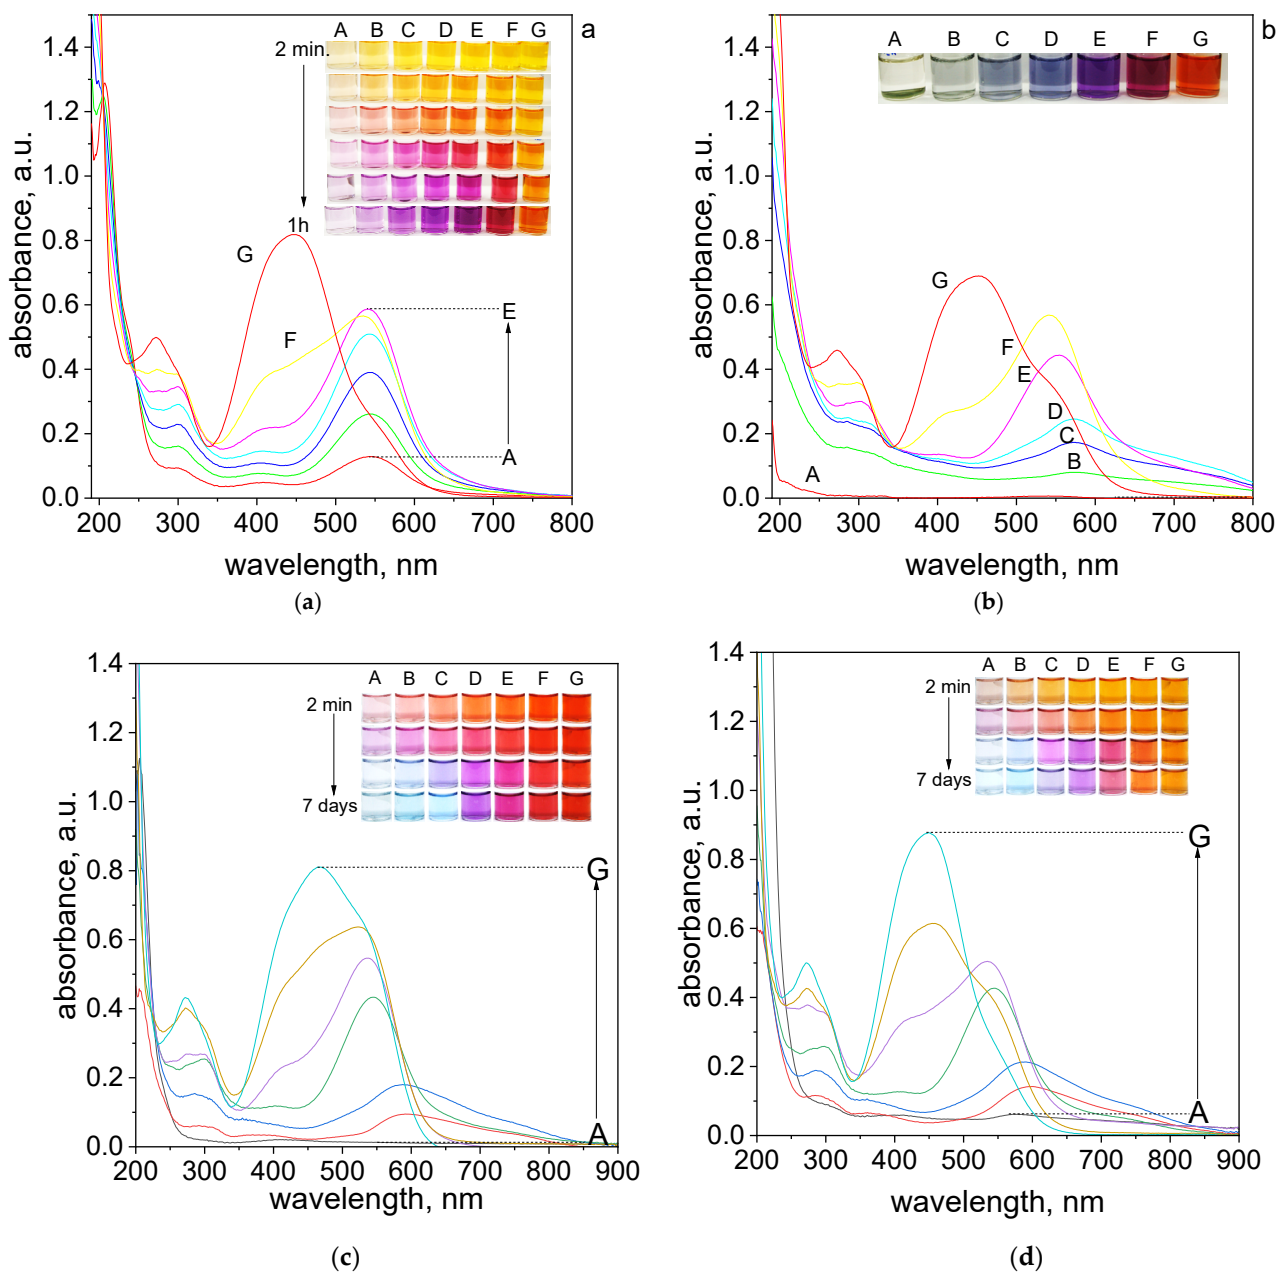 a
A B C D E F G
2 min.
1h
G
F
E
A
1.4
1.2
1.0
0.8
0.6
0.4
0.2
0.0
absorbance, a.u.
200 300 400 500 600 700 800
wavelength, nm
(a)
b
A B C D E F G
G
F
E
D
C
B
A
1.4
1.2
1.0
0.8
0.6
0.4
0.2
0.0
absorbance, a.u.
200 300 400 500 600 700 800
wavelength, nm
(b)
A B C D E F G
2 min
7 days
G
A
1.4
1.2
1.0
0.8
0.6
0.4
0.2
0.0
absorbance, a.u.
200 300 400 500 600 700 800 900
wavelength, nm
(c)
A B C D E F G
2 min
7 days
G
A
1.4
1.2
1.0
0.8
0.6
0.4
0.2
0.0
absorbance, a.u.
200 300 400 500 600 700 800 900
wavelength, nm
(d)